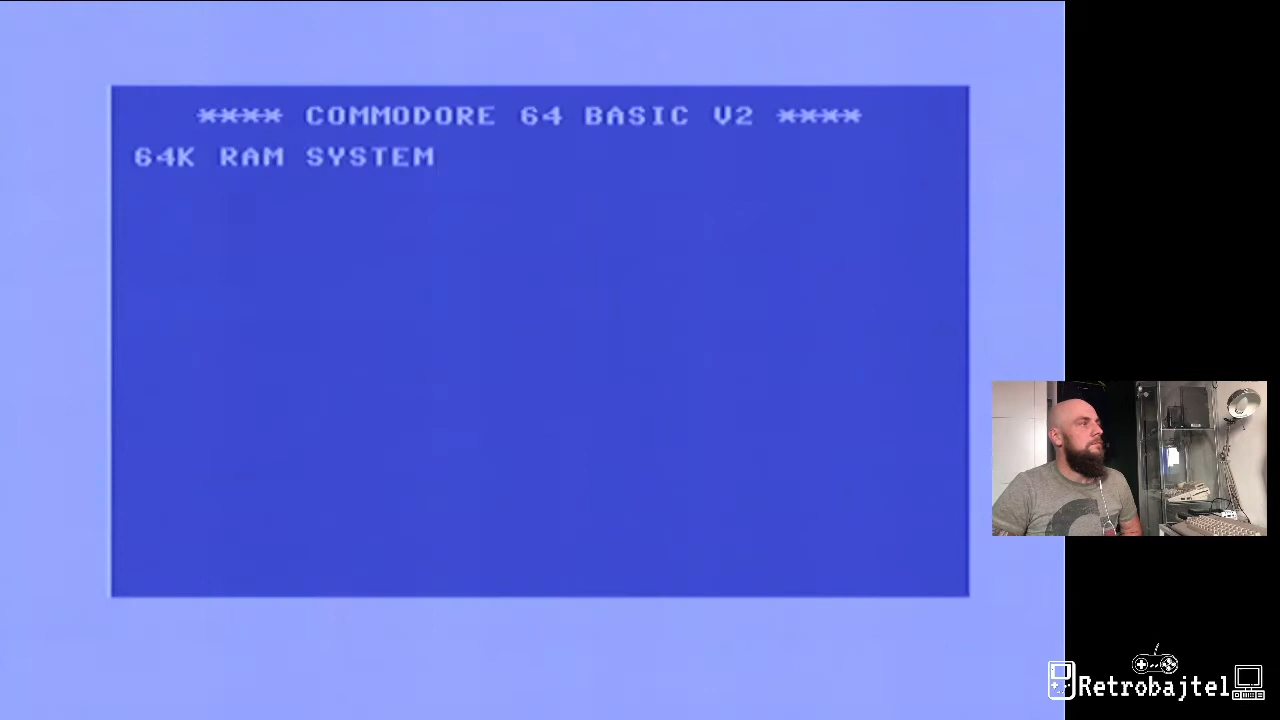 **** COMMODORE 64 BASIC V2 ****
64K RAM SYSTEM
Retrobajtel